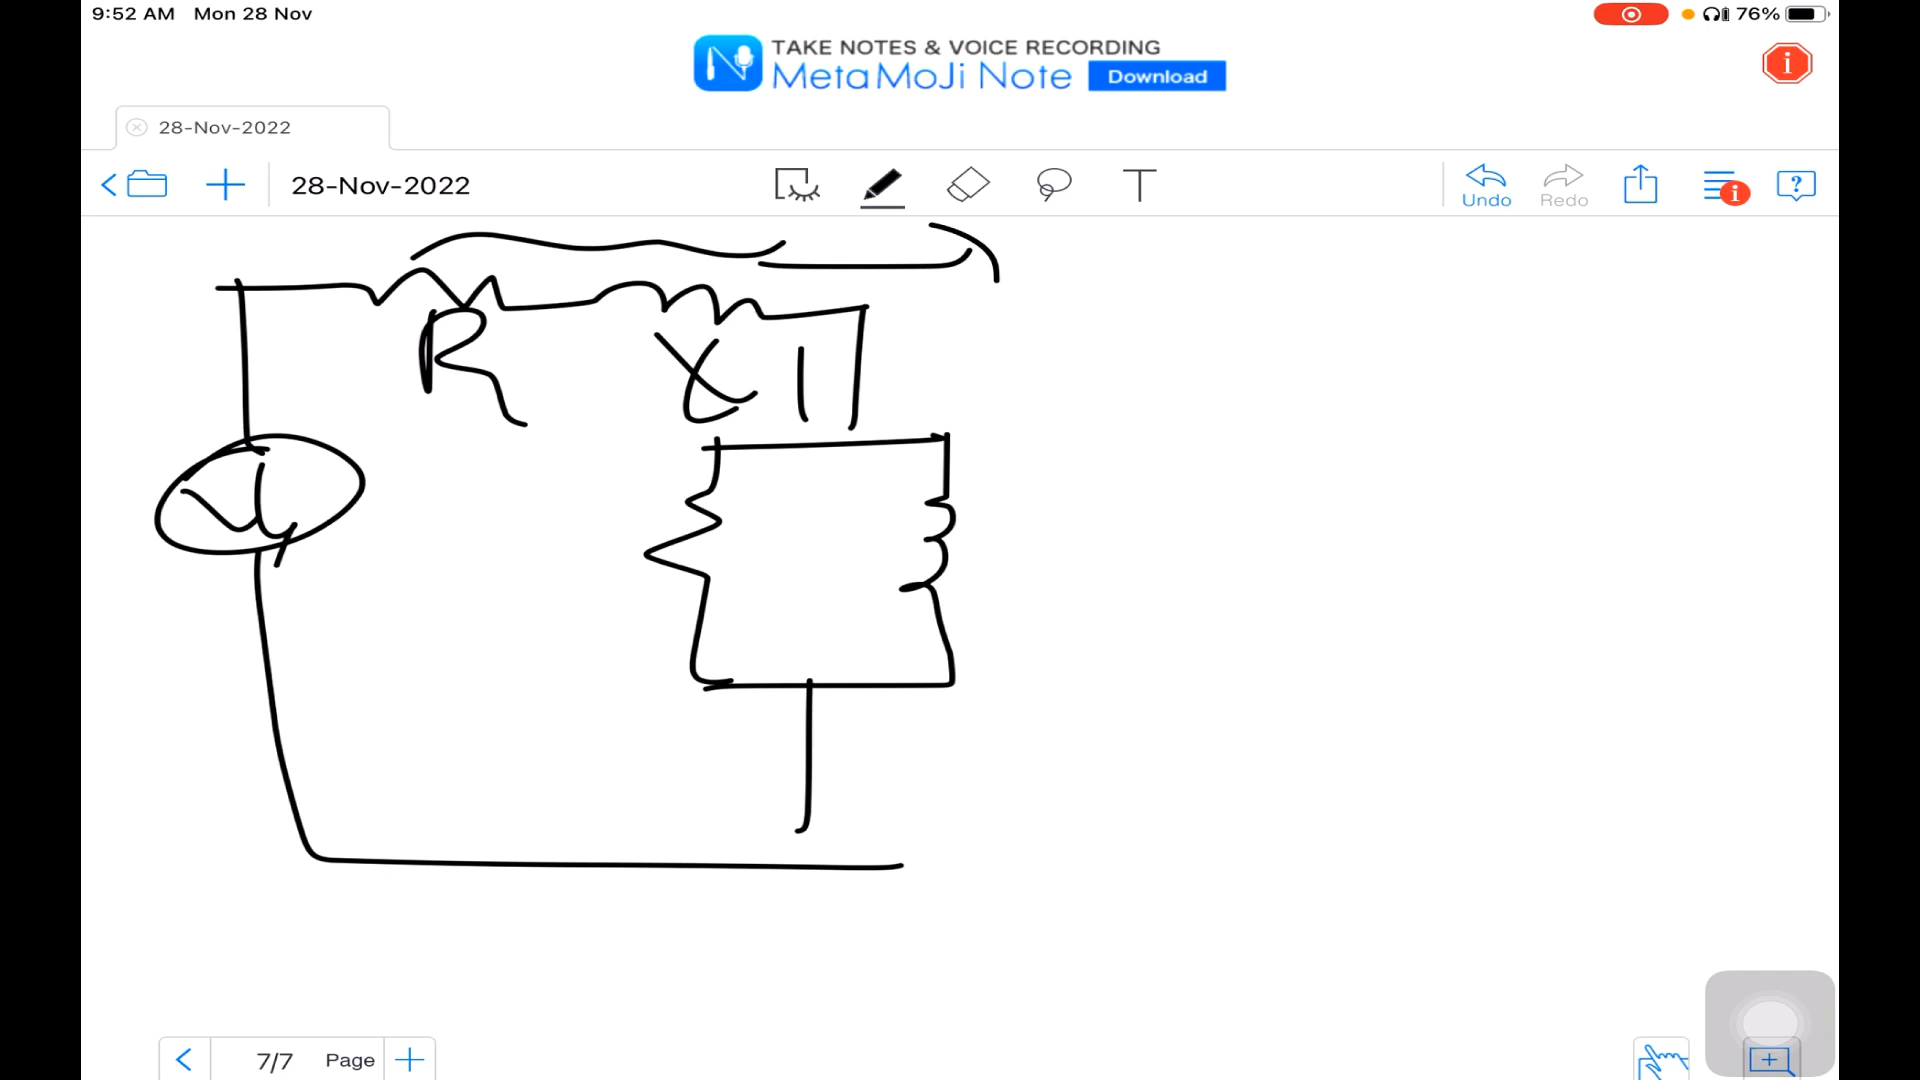 9:52 AM Mon 28 Nov
76%
TAKE NOTES & VOICE RECORDING
MetaMoJi Note Download
28-Nov-2022
28-Nov-2022
T
Undo
Redo
R
X1
7/7 Page